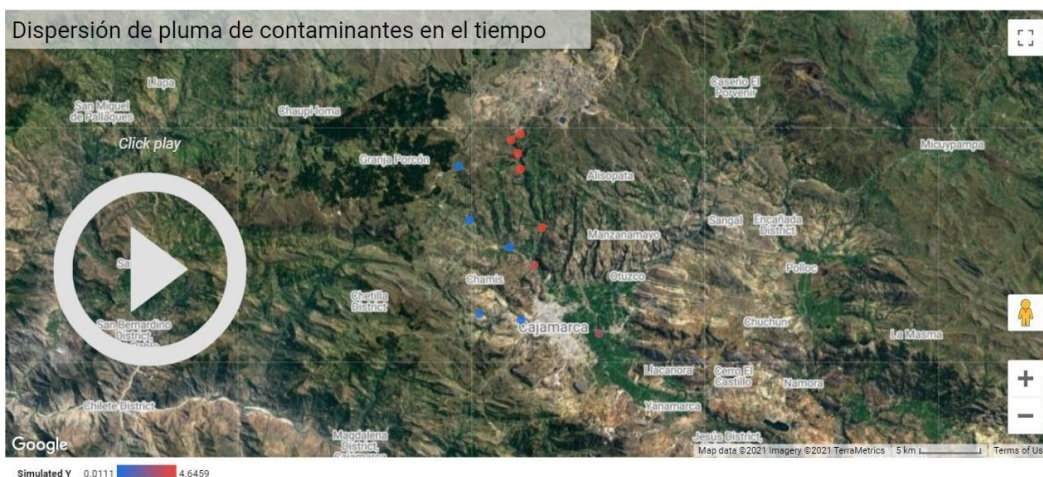 Dispersión de pluma de contaminantes en el tiempo
Llapa
Caserio El
Porvenir
San Miguel
de Pallaques
Chaupi loma
Click play
Granja Porcón
Micuypampa
Alisopata
Sangal
Encañada
District
Manzanamayo
Polloc
Chamis
Otuzco
Chetilla
District
San Bernardino
District
Cajamarca
Chuchun
La Masma
Llacanora
Cerro El
Castillo
Namora
Chilete District
Yanamarca
Magdalena
District,
Cajamarca
Jesús District,
Google
Map data ©2021 Imagery ©2021 TerraMetrics
5 km
Terms of Us
Simulated Y
0.0111
4.6459